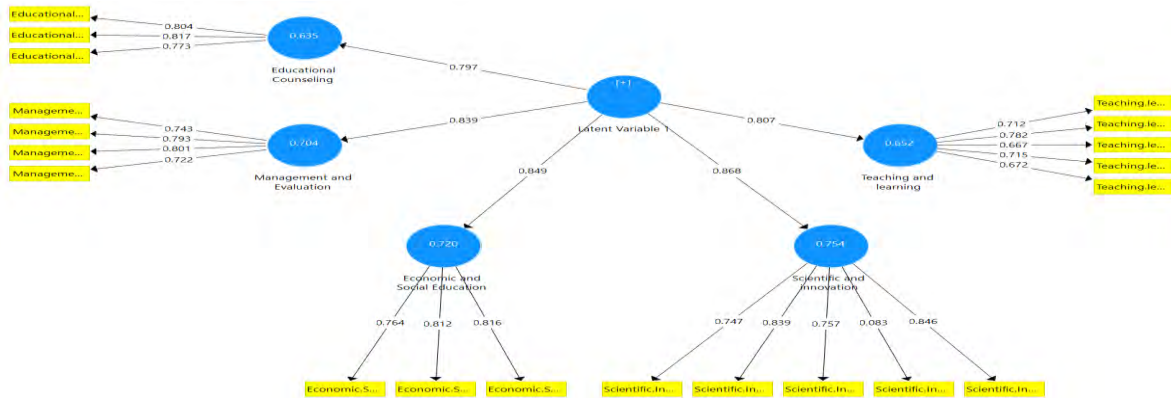 Educational...
Educational...
Educational...
0.804
0.817
0.773
0.635
Educational
Counseling
0.797
[+]
Latent Variable 1
Manageme...
Manageme...
Manageme...
Manageme...
0.743
0.793
0.801
0.722
0.704
Management and
Evaluation
0.839
0.807
0.652
Teaching and
learning
0.712
0.782
0.667
0.715
0.672
Teaching.le...
Teaching.le...
Teaching.le...
Teaching.le...
Teaching.le...
0.849
0.868
0.720
Economic and
Social Education
0.764
0.812
0.816
Economic.S...
Economic.S...
Economic.S...
0.754
Scientific and
Innovation
0.747
0.839
0.757
0.083
0.846
Scientific.In...
Scientific.In...
Scientific.In...
Scientific.In...
Scientific.In...